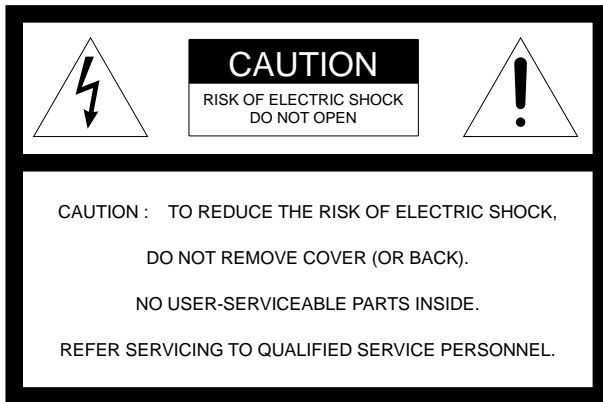 CAUTION
RISK OF ELECTRIC SHOCK
DO NOT OPEN
CAUTION : TO REDUCE THE RISK OF ELECTRIC SHOCK,
DO NOT REMOVE COVER (OR BACK).
NO USER-SERVICEABLE PARTS INSIDE.
REFER SERVICING TO QUALIFIED SERVICE PERSONNEL.